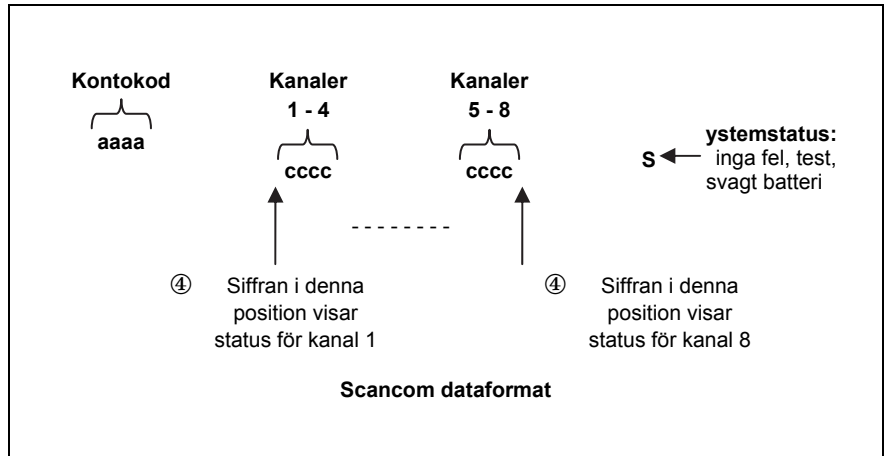 Kontokod
aaaa
Kanaler
1 - 4
cccc
Kanaler
5 - 8
cccc
S
ystemstatus:
inga fel, test,
svagt batteri
④ Siffran i denna
position visar
status för kanal 1
④ Siffran i denna
position visar
status för kanal 8
Scancom dataformat